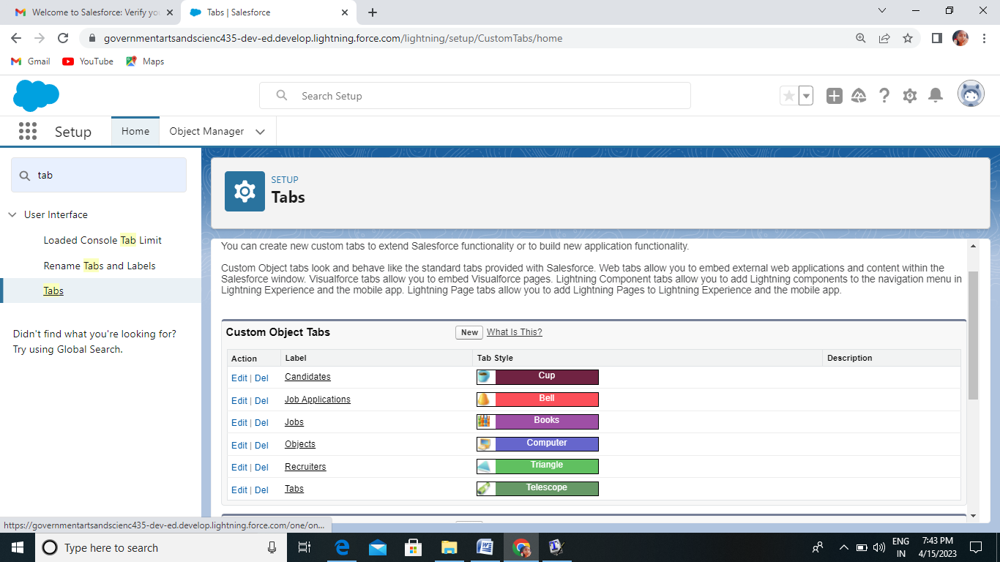 Welcome to Salesforce: Verify yo
Tabs | Salesforce
governmentartsandscienc435-dev-ed.develop.lightning.force.com/lightning/setup/CustomTabs/home
Gmail YouTube Maps
Search Setup
Setup Home Object Manager
tab
User Interface
Loaded Console Tab Limit
Rename Tabs and Labels
Tabs
Didn't find what you're looking for?
Try using Global Search.
SETUP
Tabs
You can create new custom tabs to extend Salesforce functionality or to build new application functionality.
Custom Object tabs look and behave like the standard tabs provided with Salesforce. Web tabs allow you to embed external web applications and content within the
Salesforce window. Visualforce tabs allow you to embed Visualforce pages. Lightning Component tabs allow you to add Lightning components to the navigation menu in
Lightning Experience and the mobile app. Lightning Page tabs allow you to add Lightning Pages to Lightning Experience and the mobile app.
Custom Object Tabs New What Is This?
Action Label Tab Style Description
Edit | Del Candidates Cup
Edit | Del Job Applications Bell
Edit | Del Jobs Books
Edit | Del Objects Computer
Edit | Del Recruiters Triangle
Edit | Del Tabs Telescope
https://governmentartsandscienc435-dev-ed.develop.lightning.force.com/one/on...
Type here to search
ENG
IN
7:43 PM
4/15/2023